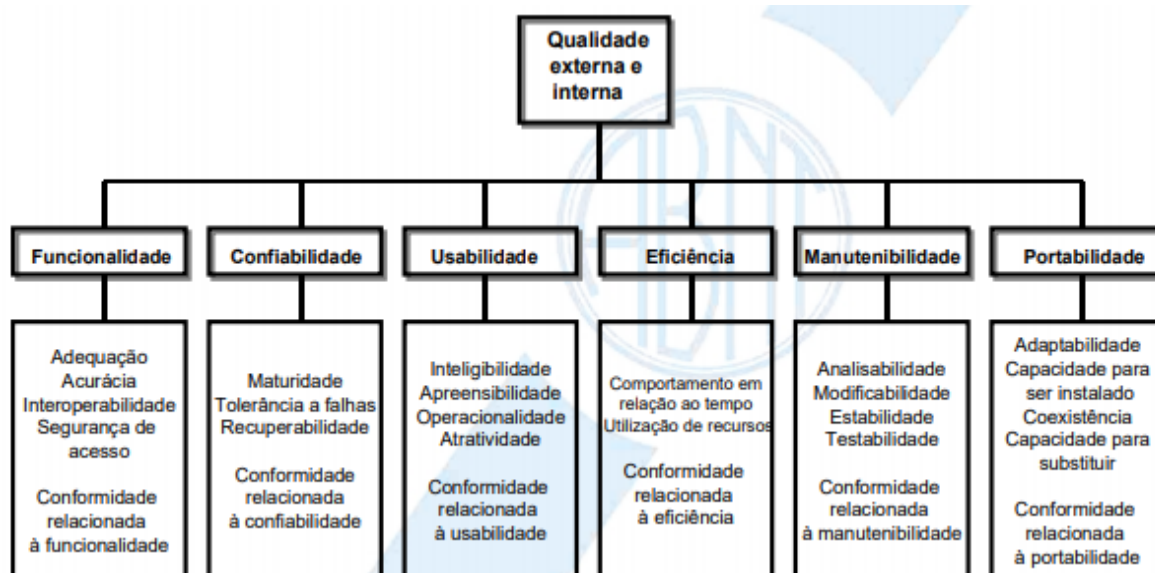 Qualidade
externa e
interna
Funcionalidade
Confiabilidade
Usabilidade
Eficiência
Manutenibilidade
Portabilidade
Adequação
Acurácia
Interoperabilidade
Segurança de
acesso
Conformidade
relacionada
à funcionalidade
Maturidade
Tolerância a falhas
Recuperabilidade
Conformidade
relacionada
à confiabilidade
Inteligibilidade
Apreensibilidade
Operacionalidade
Atratividade
Conformidade
relacionada
à usabilidade
Comportamento em
relação ao tempo
Utilização de recursos
Conformidade
relacionada
à eficiência
Analisabilidade
Modificabilidade
Estabilidade
Testabilidade
Conformidade
relacionada
à manutenibilidade
Adaptabilidade
Capacidade para
ser instalado
Coexistência
Capacidade para
substituir
Conformidade
relacionada
à portabilidade
ABNT